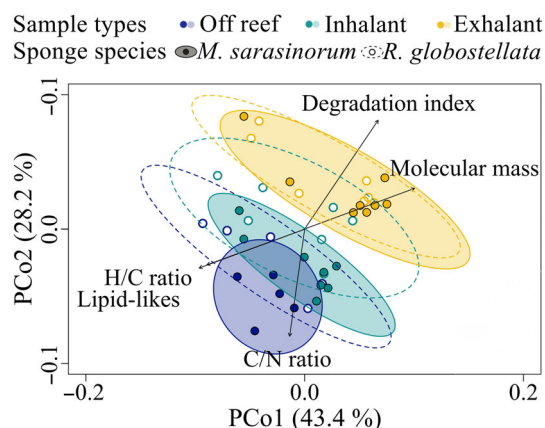 Sample types Off reef Inhalant Exhalant
Sponge species M. sarasinorum R. globostellata
-0.1
Degradation index
Molecular mass
PCo2 (28.2 %)
0.0
H/C ratio
Lipid-likes
C/N ratio
-0.1
-0.2 0.0 0.2
PCo1 (43.4 %)